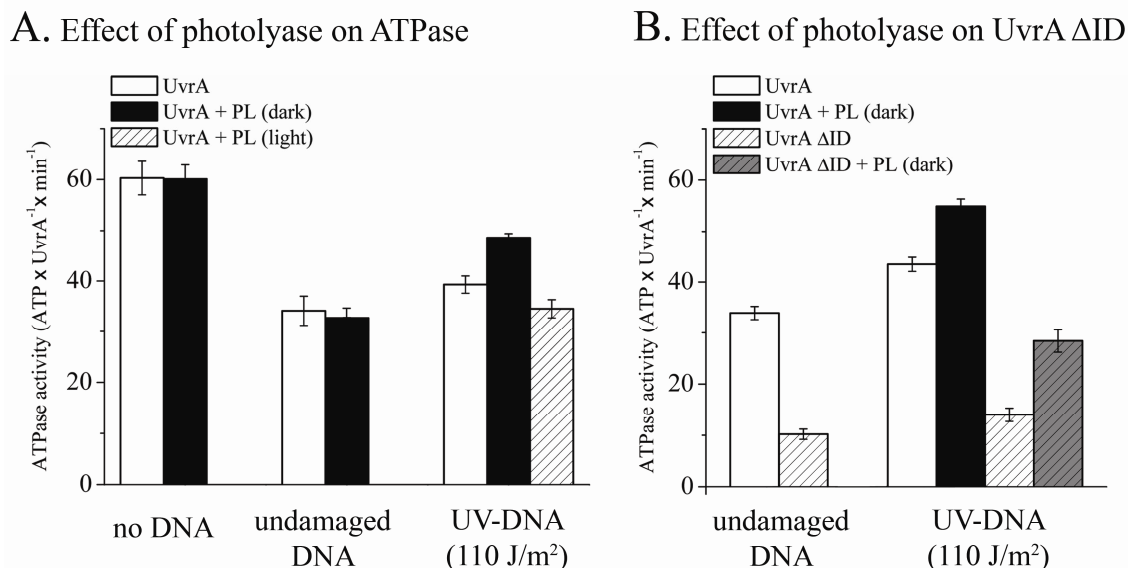 A. Effect of photolyase on ATPase
UvrA
UvrA + PL (dark)
UvrA + PL (light)
ATPase activity (ATP x UvrA⁻¹x min⁻¹)
60
40
20
0
no DNA
undamaged
DNA
UV-DNA
(110 J/m²)
B. Effect of photolyase on UvrA ΔID
UvrA
UvrA + PL (dark)
UvrA ΔID
UvrA ΔID + PL (dark)
ATPase activity (ATP x UvrA⁻¹x min⁻¹)
60
40
20
0
undamaged
DNA
UV-DNA
(110 J/m²)